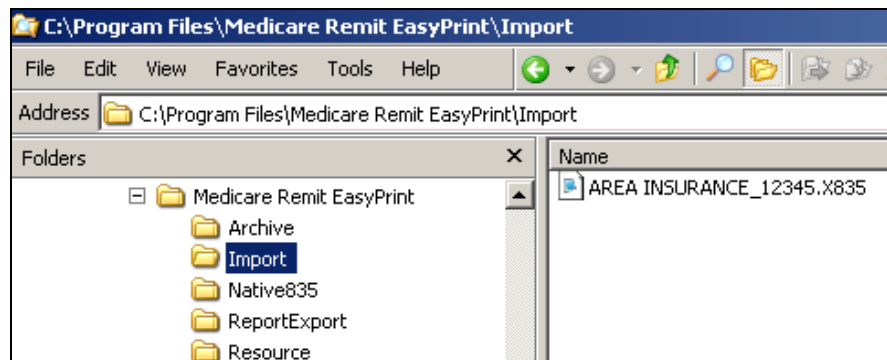 C:\Program Files\Medicare Remit EasyPrint\Import
File Edit View Favorites Tools Help
Address C:\Program Files\Medicare Remit EasyPrint\Import
Folders
Name
Medicare Remit EasyPrint
AREA INSURANCE_12345.X835
Archive
Import
Native835
ReportExport
Resource